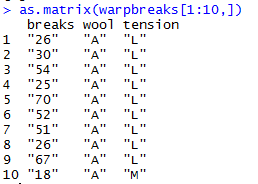 > as.matrix(warpbreaks[1:10,])
   breaks wool tension
1  "26"   "A"  "L"
2  "30"   "A"  "L"
3  "54"   "A"  "L"
4  "25"   "A"  "L"
5  "70"   "A"  "L"
6  "52"   "A"  "L"
7  "51"   "A"  "L"
8  "26"   "A"  "L"
9  "67"   "A"  "L"
10 "18"   "A"  "M"